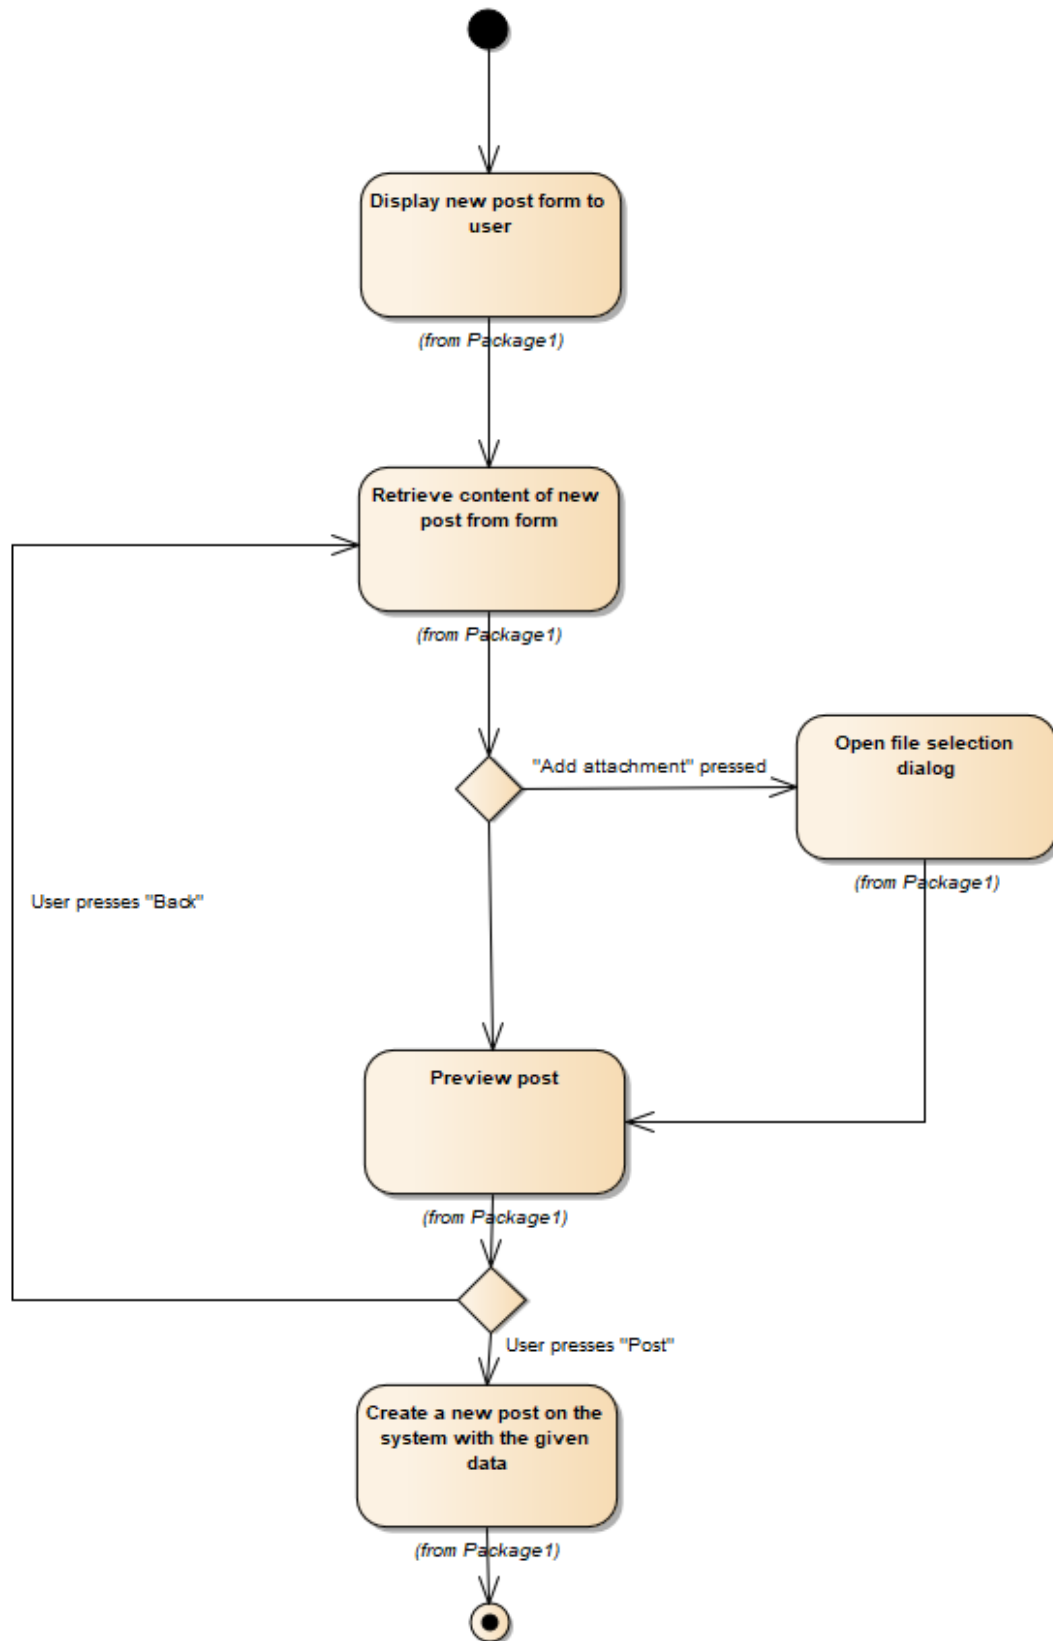 Display new post form to
user
(from Package1)
Retrieve content of new
post from form
(from Package1)
"Add attachment" pressed
Open file selection
dialog
(from Package1)
User presses "Back"
Preview post
(from Package1)
User presses "Post"
Create a new post on the
system with the given
data
(from Package1)